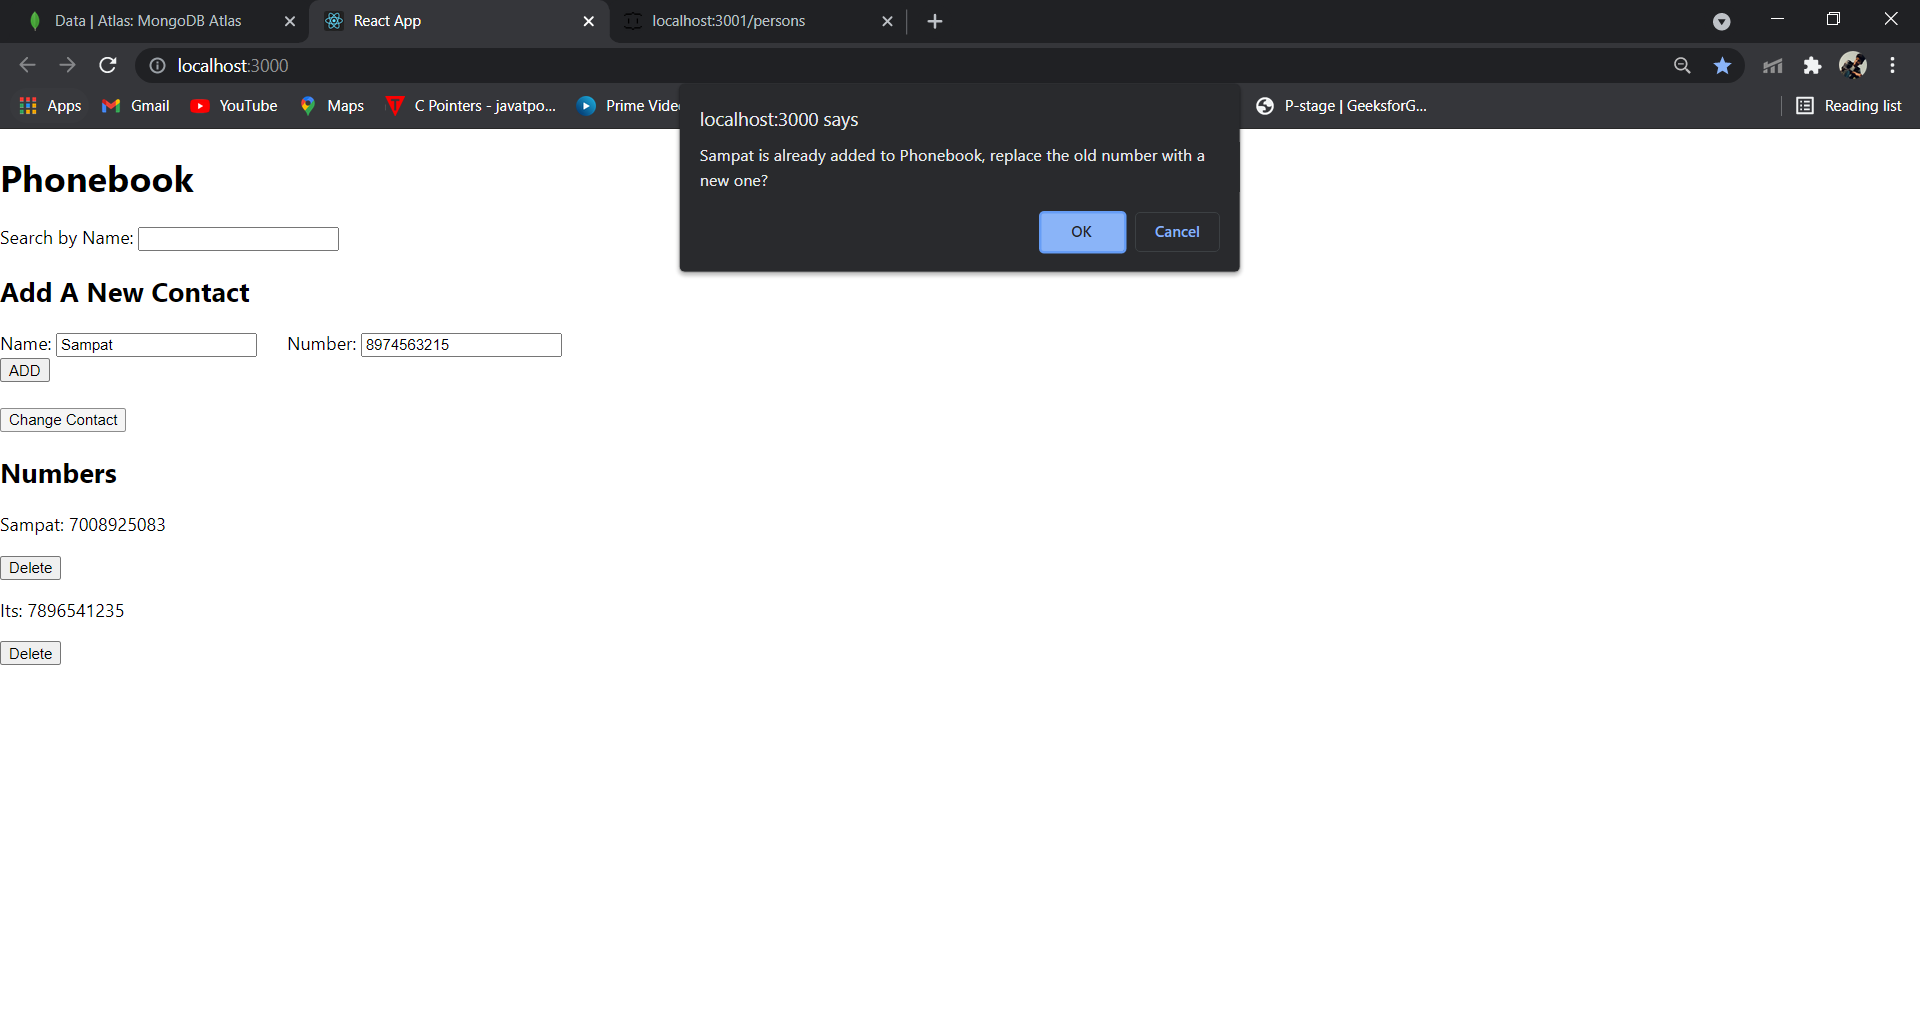 Data | Atlas: MongoDB Atlas
React App
localhost:3001/persons
localhost:3000
Apps
Gmail
YouTube
Maps
C Pointers - javatpo...
Prime Vide
P-stage | GeeksforG...
Reading list
localhost:3000 says
Sampat is already added to Phonebook, replace the old number with a
new one?
OK
Cancel
Phonebook
Search by Name:
Add A New Contact
Name: Sampat Number: 8974563215
ADD
Change Contact
Numbers
Sampat: 7008925083
Delete
Its: 7896541235
Delete